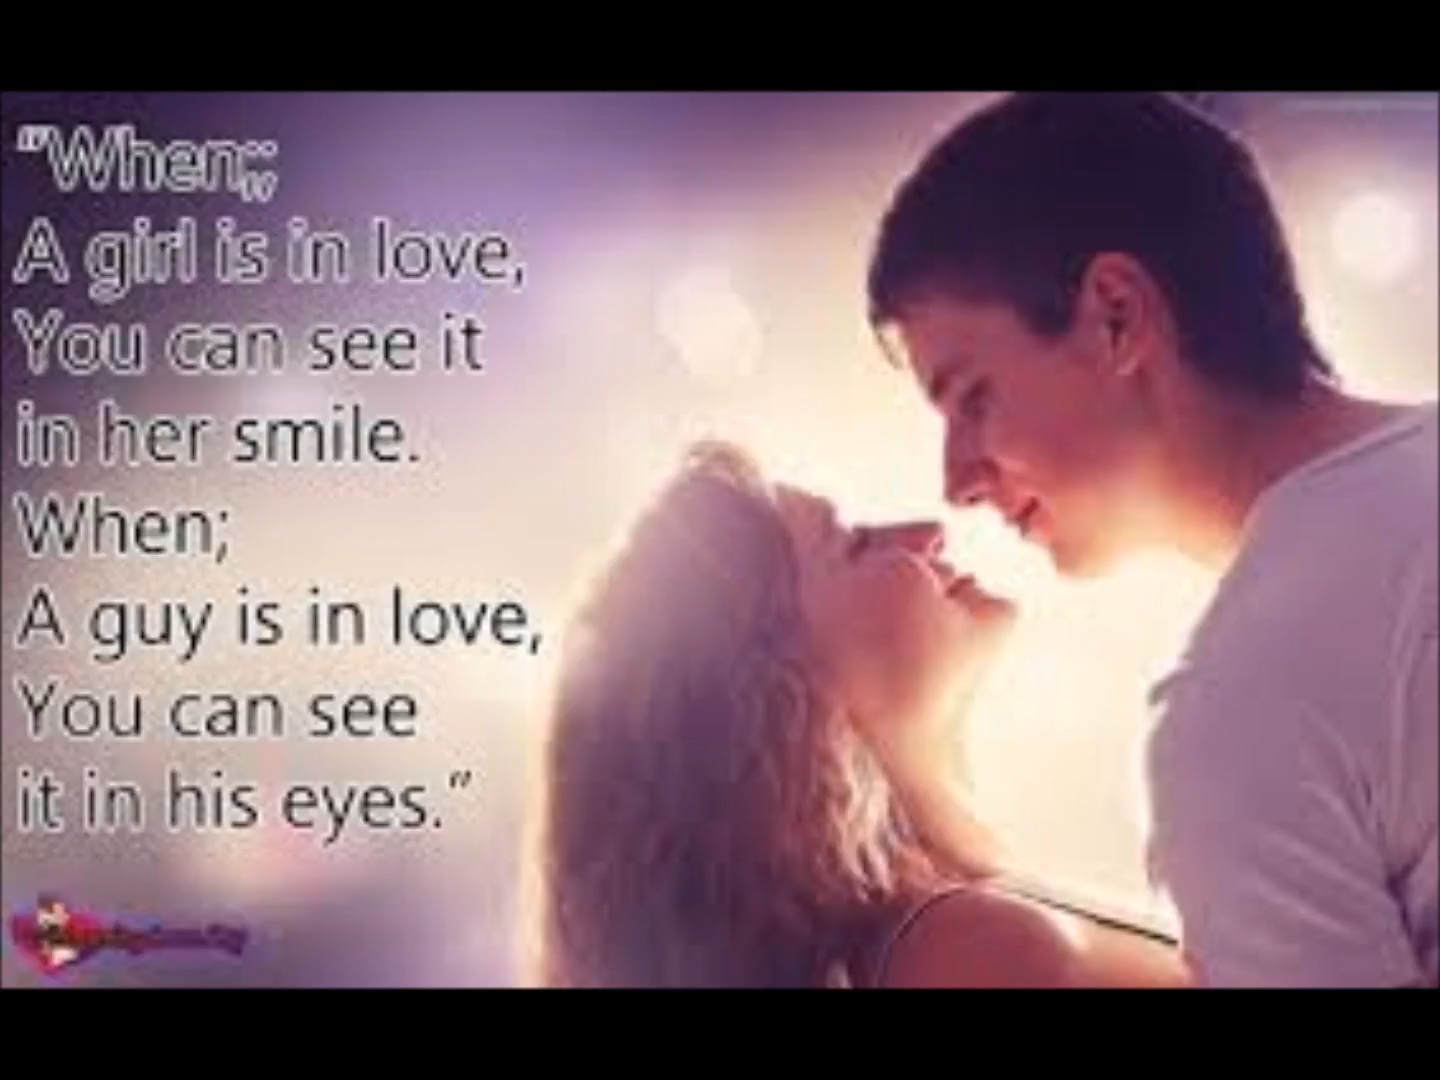 "When;;
A girl is in love,
You can see it
in her smile.
When;
A guy is in love,
You can see
it in his eyes."